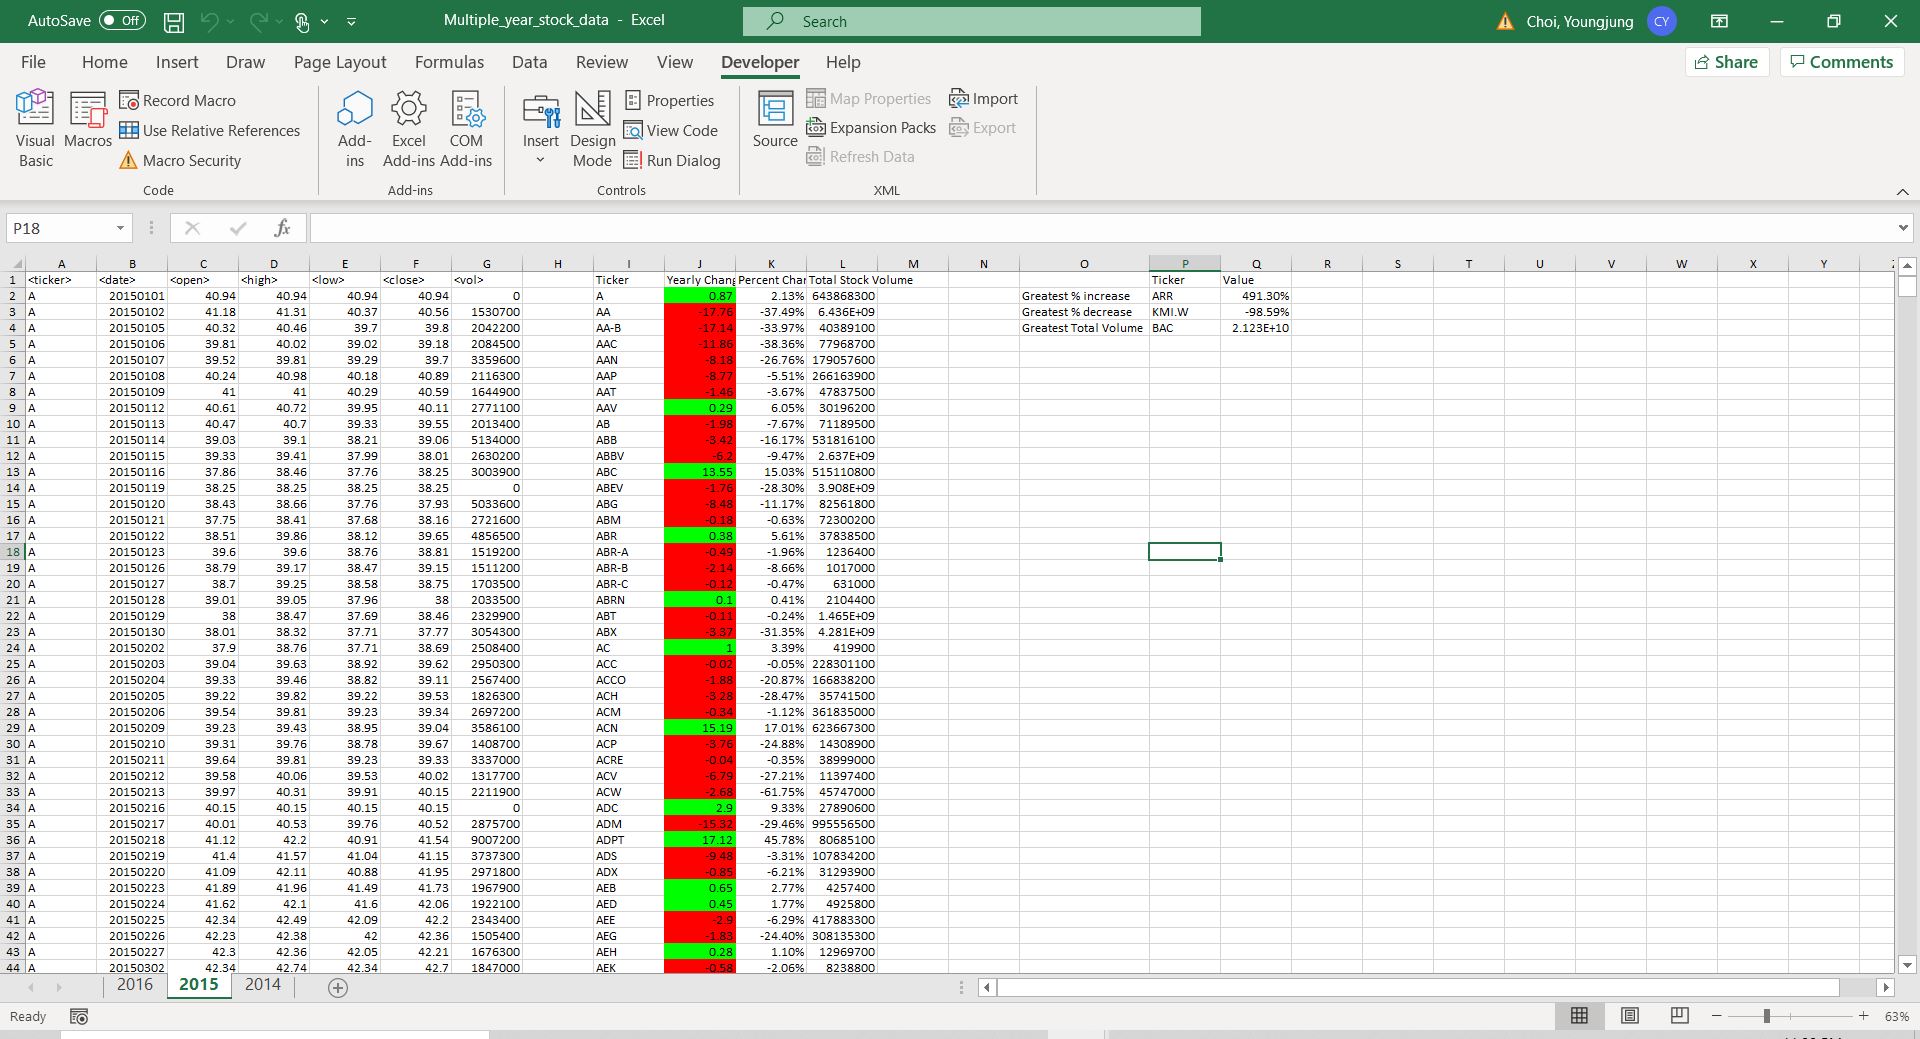 AutoSave Off Multiple_year_stock_data - Excel Search Choi, Youngjung CY
File Home Insert Draw Page Layout Formulas Data Review View Developer Help Share Comments
Visual Basic
Macros
Record Macro
Use Relative References
Macro Security
Code
Add-ins
Excel Add-ins
COM Add-ins
Add-ins
Insert
Design Mode
Properties
View Code
Run Dialog
Controls
Source
Map Properties
Expansion Packs
Refresh Data
Import
Export
XML
P18 fx
A B C D E F G H I J K L M N O P Q R S T U V W X Y
1 <ticker> <date> <open> <high> <low> <close> <vol> Ticker Yearly Chang Percent Char Total Stock Volume Ticker Value
2 A 20150101 40.94 40.94 40.94 40.94 0 A 0.87 2.13% 643868300 Greatest % increase ARR 491.30%
3 A 20150102 41.18 41.31 40.37 40.56 1530700 AA -17.76 -37.49% 6.436E+09 Greatest % decrease KMI.W -98.59%
4 A 20150105 40.32 40.46 39.7 39.8 2042200 AA-B -17.14 -33.97% 40389100 Greatest Total Volume BAC 2.123E+10
5 A 20150106 39.81 40.02 39.02 39.18 2084500 AAC -11.86 -38.36% 77968700
6 A 20150107 39.52 39.81 39.29 39.7 3359600 AAN -8.18 -26.76% 179057600
7 A 20150108 40.24 40.98 40.18 40.89 2116300 AAP -8.77 -5.51% 266163900
8 A 20150109 41 41 40.29 40.59 1644900 AAT -1.46 -3.67% 47837500
9 A 20150112 40.61 40.72 39.95 40.11 2771100 AAV 0.29 6.05% 30196200
10 A 20150113 40.47 40.7 39.33 39.55 2013400 AB -1.98 -7.67% 71189500
11 A 20150114 39.03 39.1 38.21 39.06 5134000 ABB -3.42 -16.17% 531816100
12 A 20150115 39.33 39.41 37.99 38.01 2630200 ABBV -6.2 -9.47% 2.637E+09
13 A 20150116 37.86 38.46 37.76 38.25 3003900 ABC 13.55 15.03% 515110800
14 A 20150119 38.25 38.25 38.25 38.25 0 ABEV -1.76 -28.30% 3.908E+09
15 A 20150120 38.43 38.66 37.76 37.93 5033600 ABG -8.48 -11.17% 82561800
16 A 20150121 37.75 38.41 37.68 38.16 2721600 ABM -0.18 -0.63% 72300200
17 A 20150122 38.51 39.86 38.12 39.65 4856500 ABR 0.38 5.61% 37838500
18 A 20150123 39.6 39.6 38.76 38.81 1519200 ABR-A -0.49 -1.96% 1236400
19 A 20150126 38.79 39.17 38.47 39.15 1511200 ABR-B -2.14 -8.66% 1017000
20 A 20150127 38.7 39.25 38.58 38.75 1703500 ABR-C -0.12 -0.47% 631000
21 A 20150128 39.01 39.05 37.96 38 2033500 ABRN 0.1 0.41% 2104400
22 A 20150129 38 38.47 37.69 38.46 2329900 ABT -0.11 -0.24% 1.465E+09
23 A 20150130 38.01 38.32 37.71 37.77 3054300 ABX -3.37 -31.35% 4.281E+09
24 A 20150202 37.9 38.76 37.71 38.69 2508400 AC 1 3.39% 419900
25 A 20150203 39.04 39.63 38.92 39.62 2950300 ACC -0.02 -0.05% 228301100
26 A 20150204 39.33 39.46 38.82 39.11 2567400 ACCO -1.88 -20.87% 166838200
27 A 20150205 39.22 39.82 39.22 39.53 1826300 ACH -3.28 -28.47% 35741500
28 A 20150206 39.54 39.81 39.23 39.34 2697200 ACM -0.34 -1.12% 361835000
29 A 20150209 39.23 39.43 38.95 39.04 3586100 ACN 15.19 17.01% 623667300
30 A 20150210 39.31 39.76 38.78 39.67 1408700 ACP -3.76 -24.88% 14308900
31 A 20150211 39.64 39.81 39.23 39.33 3337000 ACRE -0.04 -0.35% 38999000
32 A 20150212 39.58 40.06 39.53 40.02 1317700 ACV -6.79 -27.21% 11397400
33 A 20150213 39.97 40.31 39.91 40.15 2211900 ACW -2.68 -61.75% 45747000
34 A 20150216 40.15 40.15 40.15 40.15 0 ADC 2.9 9.33% 27890600
35 A 20150217 40.01 40.53 39.76 40.52 2875700 ADM -15.32 -29.46% 995556500
36 A 20150218 41.12 42.2 40.91 41.54 9007200 ADPT 17.12 45.78% 80685100
37 A 20150219 41.4 41.57 41.04 41.15 3737300 ADS -9.48 -3.31% 107834200
38 A 20150220 41.09 42.11 40.88 41.95 2971800 ADX -0.85 -6.21% 31293900
39 A 20150223 41.89 41.96 41.49 41.73 1967900 AEB 0.65 2.77% 4257400
40 A 20150224 41.62 42.1 41.6 42.06 1922100 AED 0.45 1.77% 4925800
41 A 20150225 42.34 42.49 42.09 42.2 2343400 AEE -2.9 -6.29% 417883300
42 A 20150226 42.23 42.38 42 42.36 1505400 AEG -1.83 -24.40% 308135300
43 A 20150227 42.3 42.36 42.05 42.21 1676300 AEH 0.28 1.10% 12969700
44 A 20150302 42.34 42.74 42.34 42.7 1847000 AEK -0.58 -2.06% 8238800
2016 2015 2014
Ready 63%